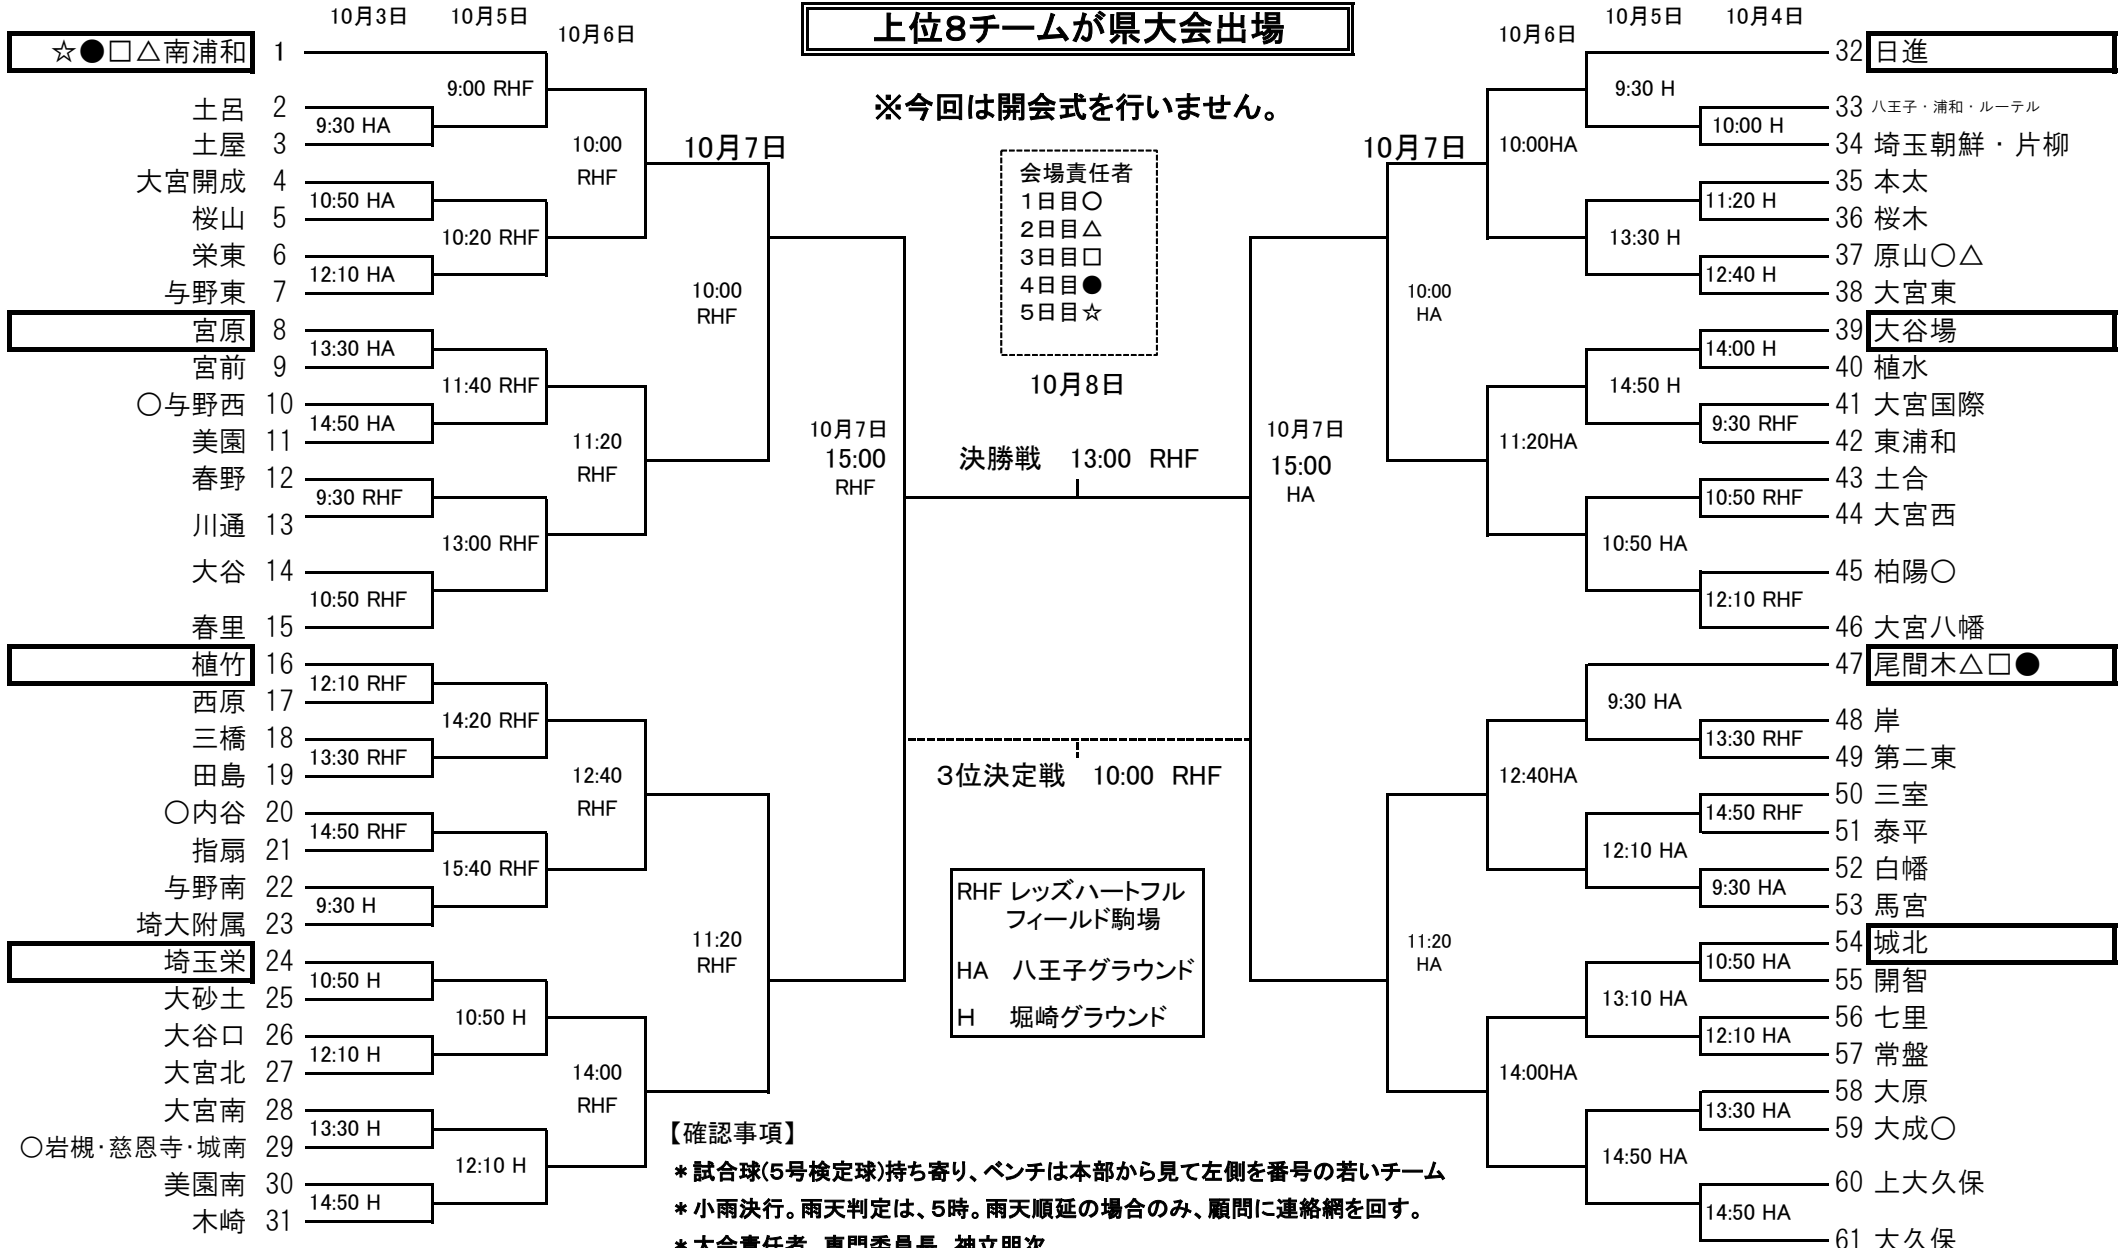 上位8チームが県大会出場
※今回は開会式を行いません。
10月3日
10月5日
10月6日
10月7日
☆●□△南浦和 1
土呂 2
土屋 3
大宮開成 4
桜山 5
栄東 6
与野東 7
宮原 8
宮前 9
○与野西 10
美園 11
春野 12
川通 13
大谷 14
春里 15
植竹 16
西原 17
三橋 18
田島 19
○内谷 20
指扇 21
与野南 22
埼大附属 23
埼玉栄 24
大砂土 25
大谷口 26
大宮北 27
大宮南 28
○岩槻・慈恩寺・城南 29
美園南 30
木崎 31
9:30 HA
10:50 HA
12:10 HA
13:30 HA
14:50 HA
9:30 RHF
10:50 RHF
12:10 RHF
13:30 RHF
14:50 RHF
9:30 H
10:50 H
12:10 H
13:30 H
14:50 H
9:00 RHF
10:20 RHF
11:40 RHF
13:00 RHF
14:20 RHF
15:40 RHF
10:50 H
12:10 H
10:00
RHF
11:20
RHF
12:40
RHF
14:00
RHF
10:00
RHF
11:20
RHF
10月7日
15:00
RHF
会場責任者
1日目○
2日目△
3日目□
4日目●
5日目☆
10月8日
決勝戦 13:00 RHF
3位決定戦 10:00 RHF
RHF レッズハートフル
フィールド駒場
HA 八王子グラウンド
H 堀崎グラウンド
10月7日
15:00
HA
10月7日
10月6日
10月5日
10月4日
10:00
HA
11:20
HA
10:00HA
11:20HA
12:40HA
14:00HA
9:30 H
13:30 H
14:50 H
10:50 HA
9:30 HA
12:10 HA
13:10 HA
14:50 HA
10:00 H
11:20 H
12:40 H
14:00 H
9:30 RHF
10:50 RHF
12:10 RHF
13:30 RHF
14:50 RHF
9:30 HA
10:50 HA
12:10 HA
13:30 HA
14:50 HA
32 日進
33 八王子・浦和・ルーテル
34 埼玉朝鮮・片柳
35 本太
36 桜木
37 原山○△
38 大宮東
39 大谷場
40 植水
41 大宮国際
42 東浦和
43 土合
44 大宮西
45 柏陽○
46 大宮八幡
47 尾間木△□●
48 岸
49 第二東
50 三室
51 泰平
52 白幡
53 馬宮
54 城北
55 開智
56 七里
57 常盤
58 大原
59 大成○
60 上大久保
61 大久保
【確認事項】
＊試合球(5号検定球)持ち寄り、ベンチは本部から見て左側を番号の若いチーム
＊小雨決行。雨天判定は、5時。雨天順延の場合のみ、顧問に連絡網を回す。
＊大会責任者 専門委員長 神立朋次